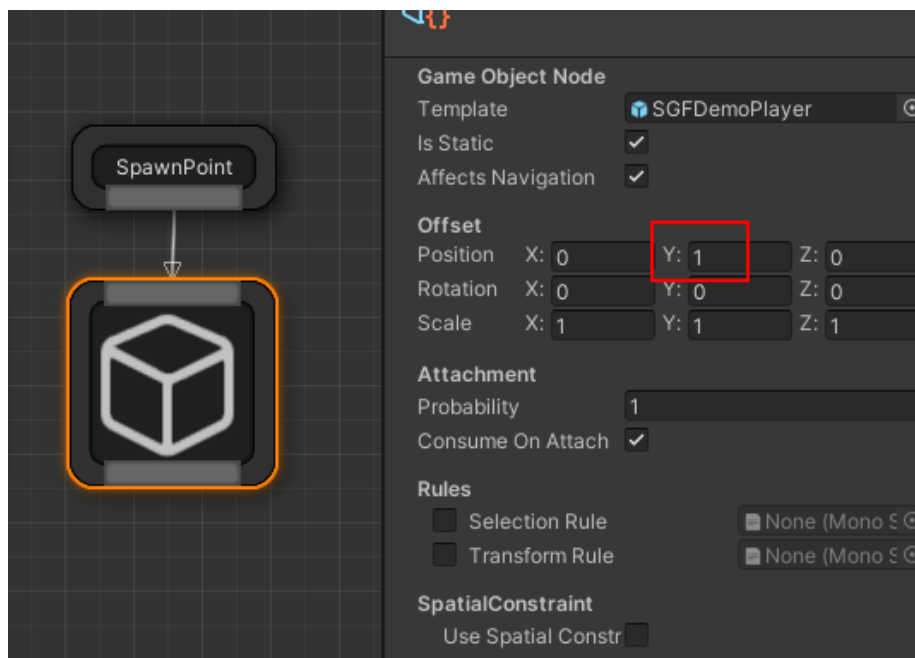 SpawnPoint
Game Object Node
Template SGFDemoPlayer
Is Static
Affects Navigation
Offset
Position X: 0 Y: 1 Z: 0
Rotation X: 0 Y: 0 Z: 0
Scale X: 1 Y: 1 Z: 1
Attachment
Probability 1
Consume On Attach
Rules
Selection Rule None (Mono S
Transform Rule None (Mono S
SpatialConstraint
Use Spatial Constr